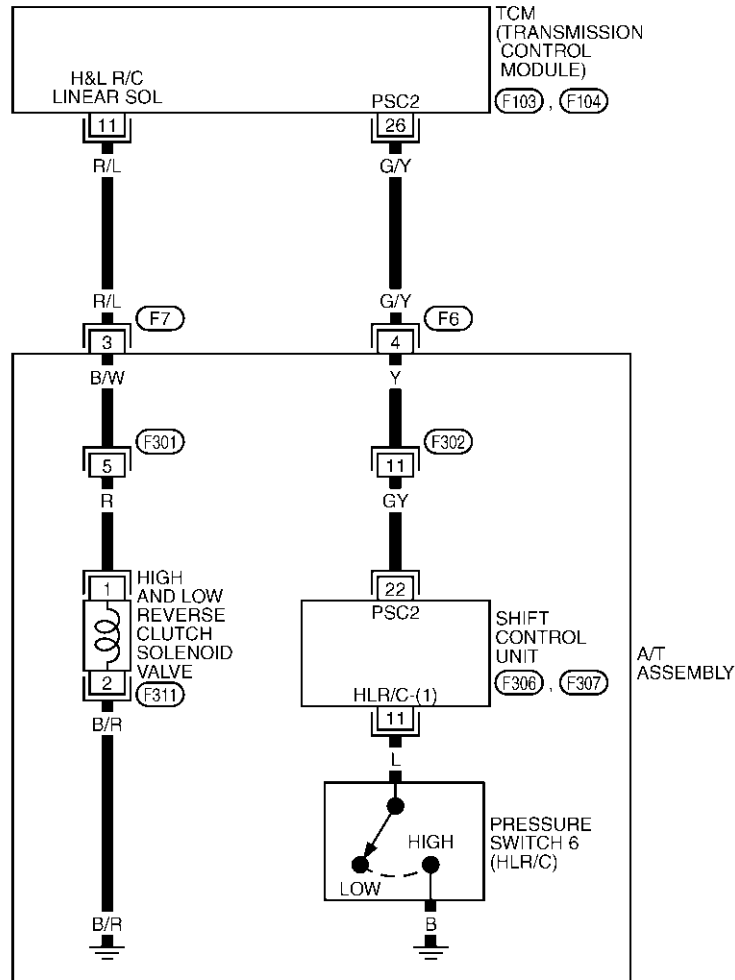 TCM
(TRANSMISSION
CONTROL
MODULE)
F103 , F104
H&L R/C
LINEAR SOL
PSC2
11
26
R/L
G/Y
R/L
G/Y
F7
F6
3
4
B/W
Y
F301
F302
5
11
R
GY
1
22
HIGH
AND LOW
REVERSE
CLUTCH
SOLENOID
VALVE
PSC2
SHIFT
CONTROL
UNIT
F306 , F307
A/T
ASSEMBLY
2
F311
HLR/C-(1)
11
B/R
L
PRESSURE
SWITCH 6
(HLR/C)
HIGH
LOW
B/R
B